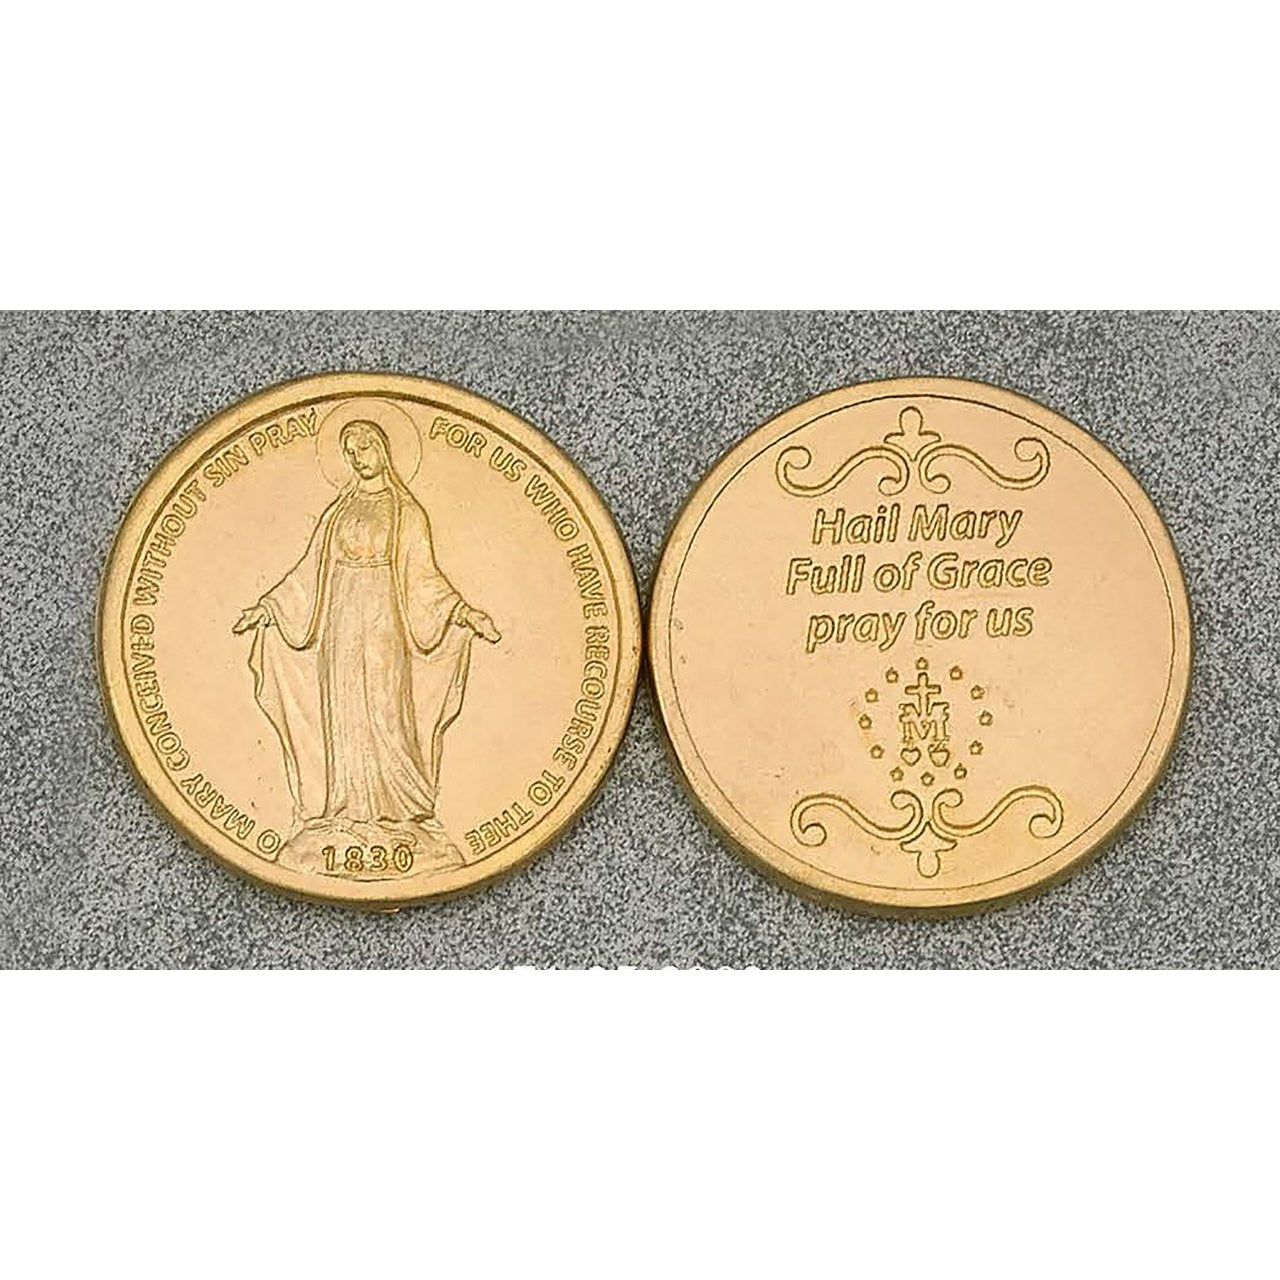 O MARY CONCEIVED WITHOUT SIN PRAY FOR US WHO HAVE RECOURSE TO THEE
1830
Hail Mary
Full of Grace
pray for us
M